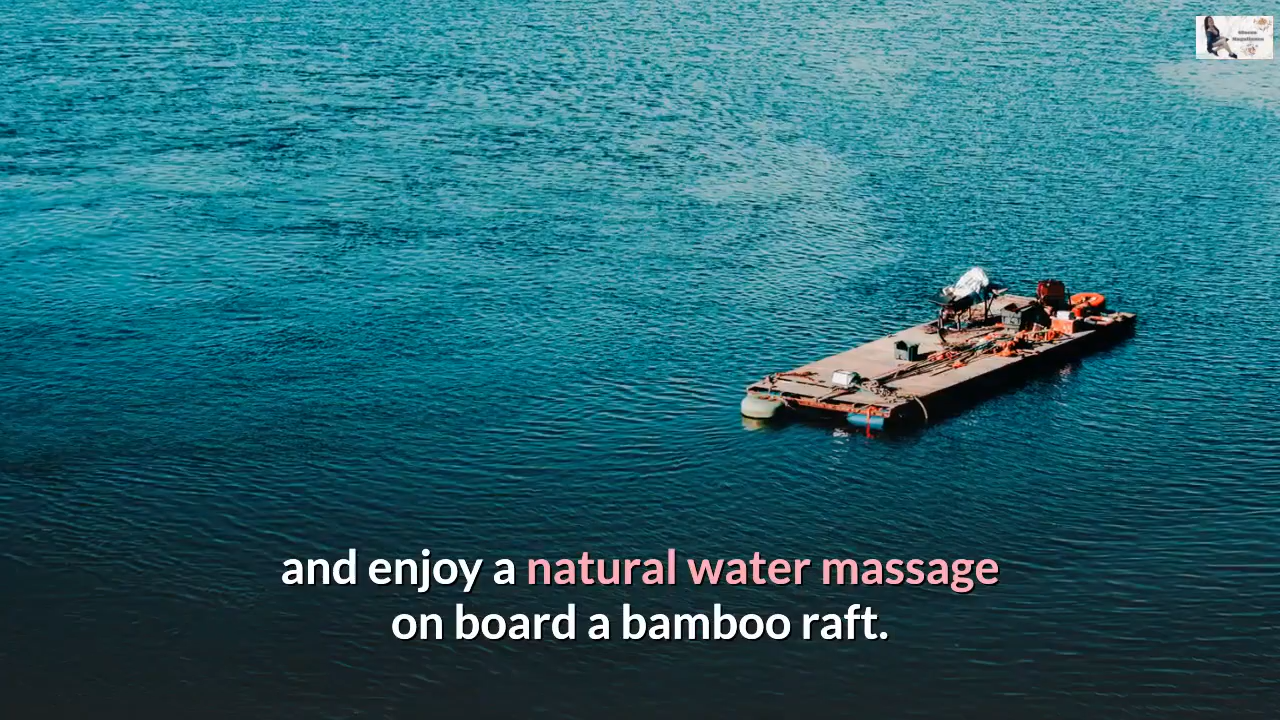 and enjoy a natural water massage
on board a bamboo raft.